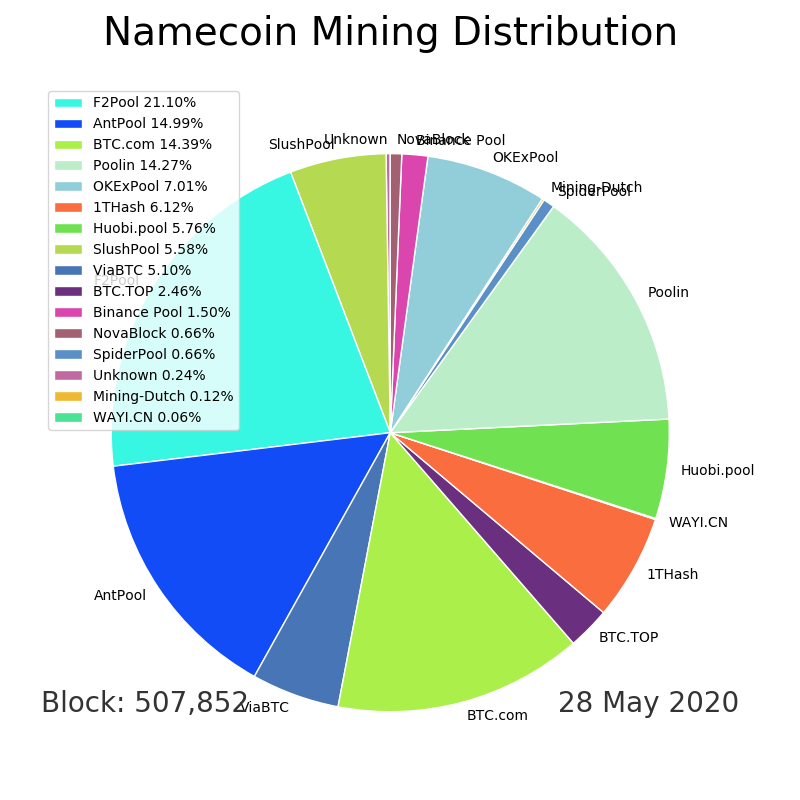 Namecoin Mining Distribution
F2Pool 21.10%
AntPool 14.99%
BTC.com 14.39%
Poolin 14.27%
OKExPool 7.01%
1THash 6.12%
Huobi.pool 5.76%
SlushPool 5.58%
ViaBTC 5.10%
BTC.TOP 2.46%
Binance Pool 1.50%
NovaBlock 0.66%
SpiderPool 0.66%
Unknown 0.24%
Mining-Dutch 0.12%
WAYI.CN 0.06%
Unknown
NovaBlock
Binance Pool
SlushPool
OKExPool
Mining-Dutch
SpiderPool
F2Pool
Poolin
Huobi.pool
WAYI.CN
1THash
AntPool
BTC.TOP
ViaBTC
BTC.com
Block: 507,852
28 May 2020